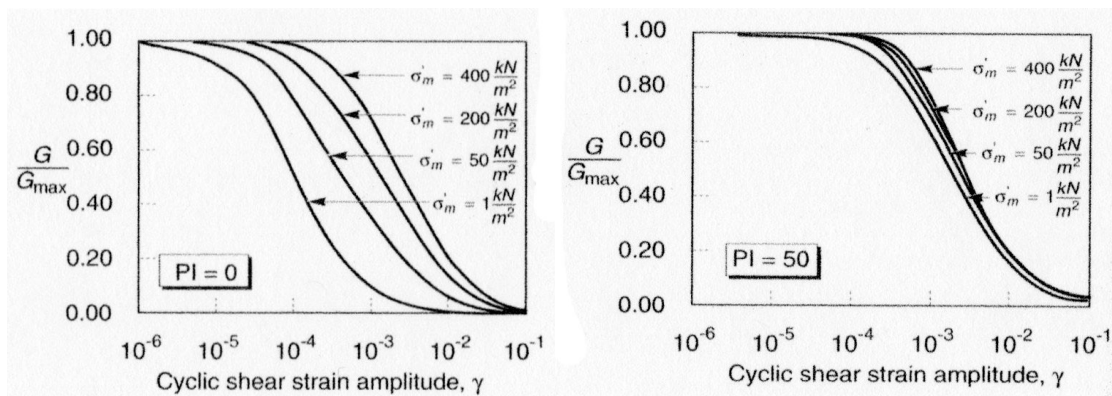 1.00
0.80
0.60
0.40
0.20
0.00
G
Gmax
σ'm = 400 kN/m2
σ'm = 200 kN/m2
σ'm = 50 kN/m2
σ'm = 1 kN/m2
PI = 0
10-6 10-5 10-4 10-3 10-2 10-1
Cyclic shear strain amplitude, γ
1.00
0.80
0.60
0.40
0.20
0.00
G
Gmax
σ'm = 400 kN/m2
σ'm = 200 kN/m2
σ'm = 50 kN/m2
σ'm = 1 kN/m2
PI = 50
10-6 10-5 10-4 10-3 10-2 10-1
Cyclic shear strain amplitude, γ